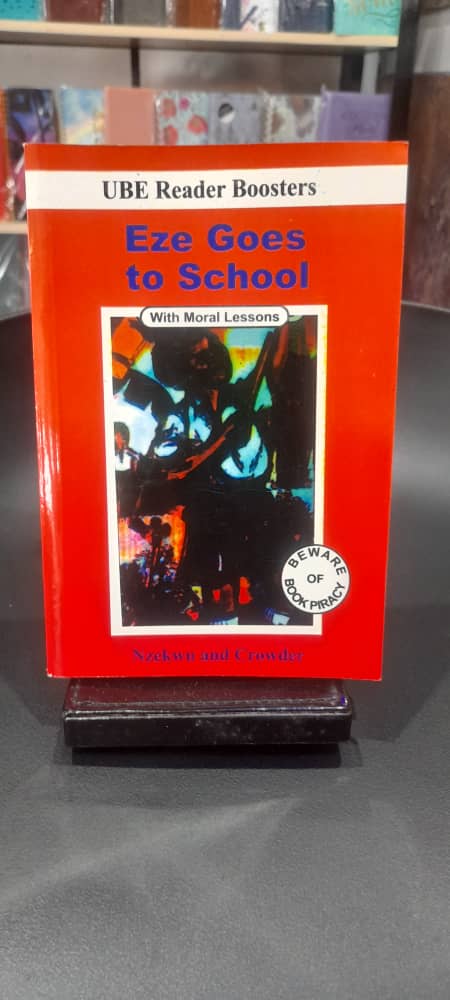 UBE Reader Boosters
Eze Goes
to School
With Moral Lessons
BEWARE
OF
BOOK PIRACY
Nzekwu and Crowder